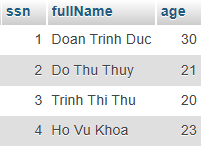 ssn fullName age
1 Doan Trinh Duc 30
2 Do Thu Thuy 21
3 Trinh Thi Thu 20
4 Ho Vu Khoa 23